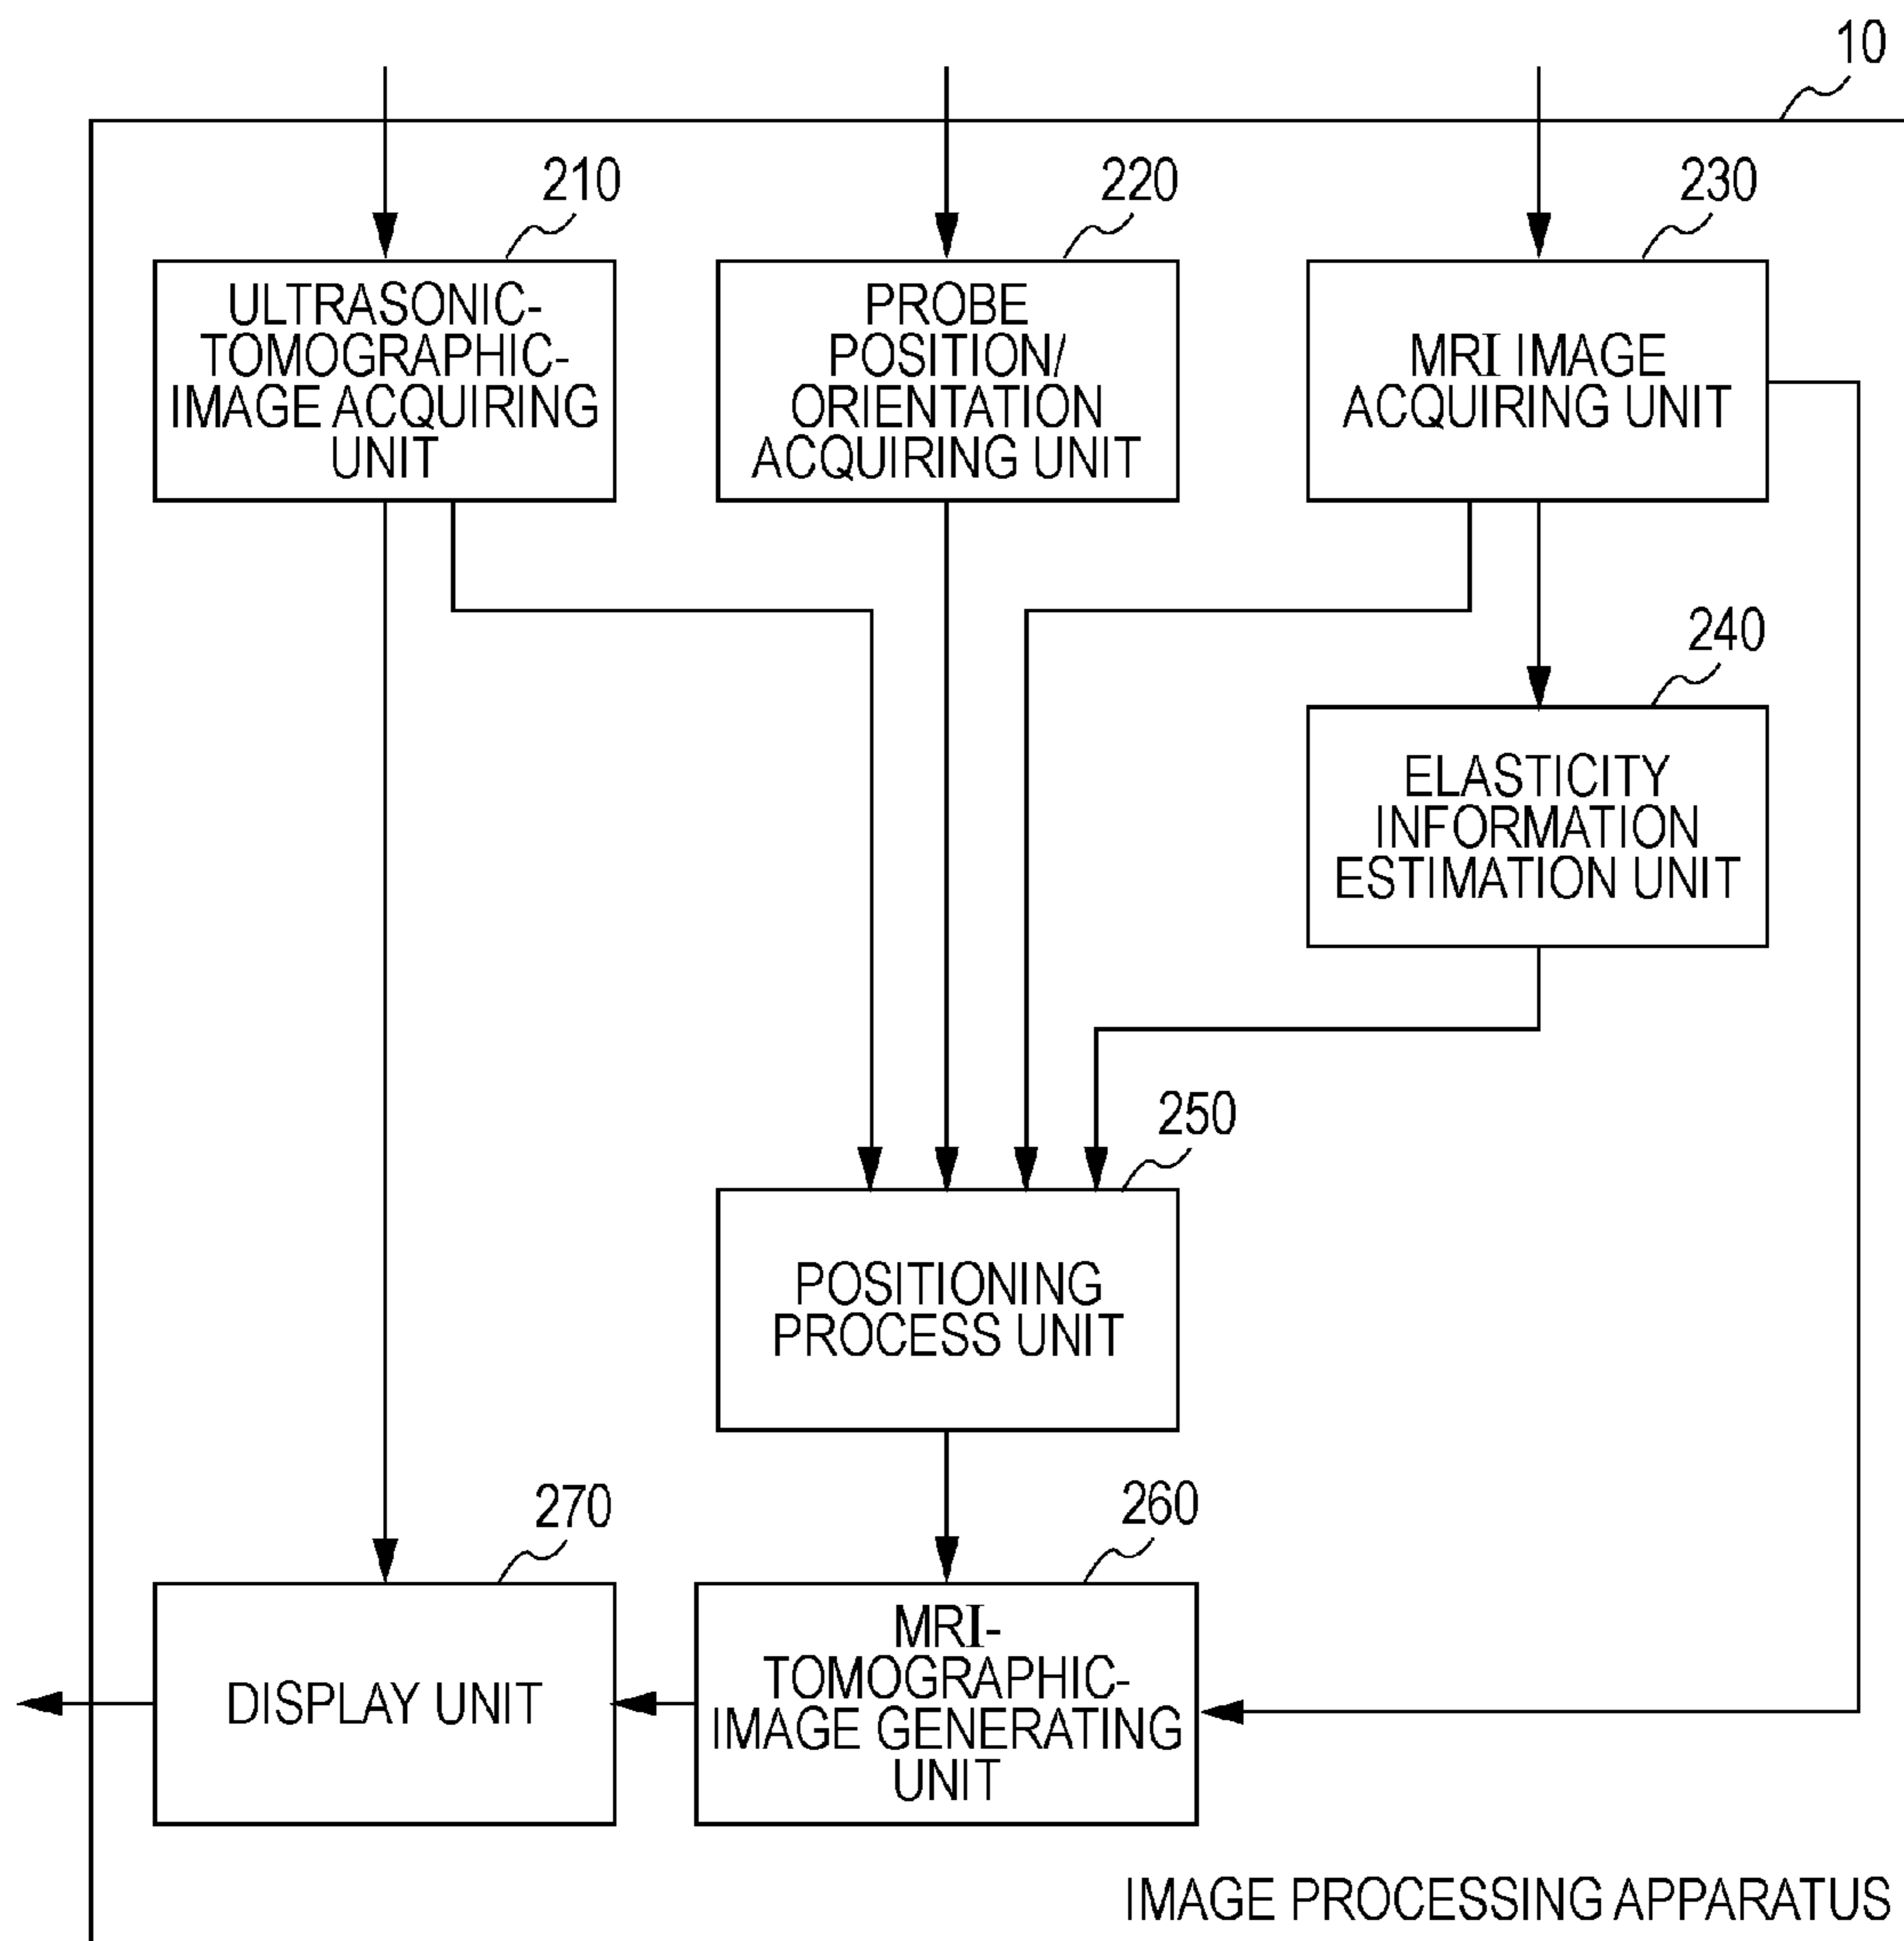 10
210
220
230
ULTRASONIC-
TOMOGRAPHIC-
IMAGE ACQUIRING
UNIT
PROBE
POSITION/
ORIENTATION
ACQUIRING UNIT
MRI IMAGE
ACQUIRING UNIT
240
ELASTICITY
INFORMATION
ESTIMATION UNIT
250
POSITIONING
PROCESS UNIT
270
260
DISPLAY UNIT
MRI-
TOMOGRAPHIC-
IMAGE GENERATING
UNIT
IMAGE PROCESSING APPARATUS